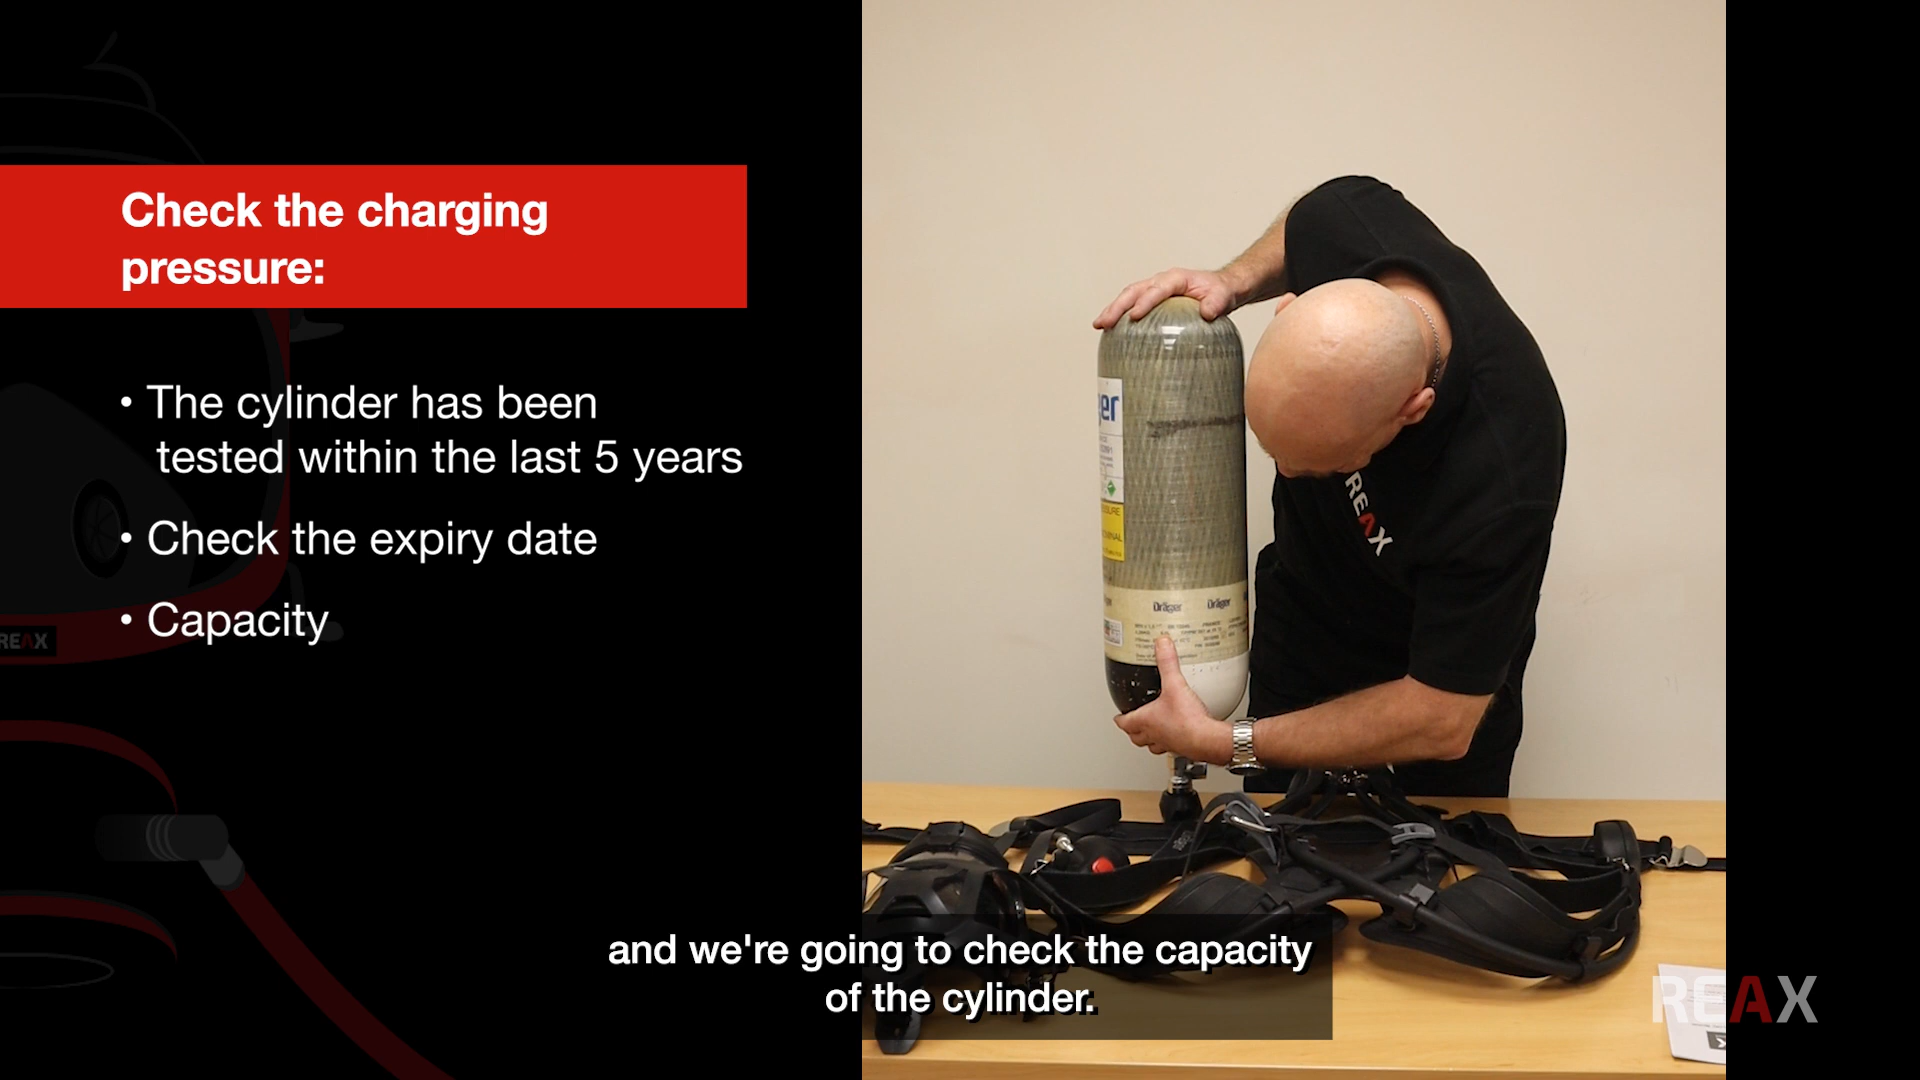 Check the charging
pressure:
• The cylinder has been
tested within the last 5 years
• Check the expiry date
• Capacity
REAX
ger
REAX
Dräger Dräger
and we're going to check the capacity
of the cylinder.
REAX